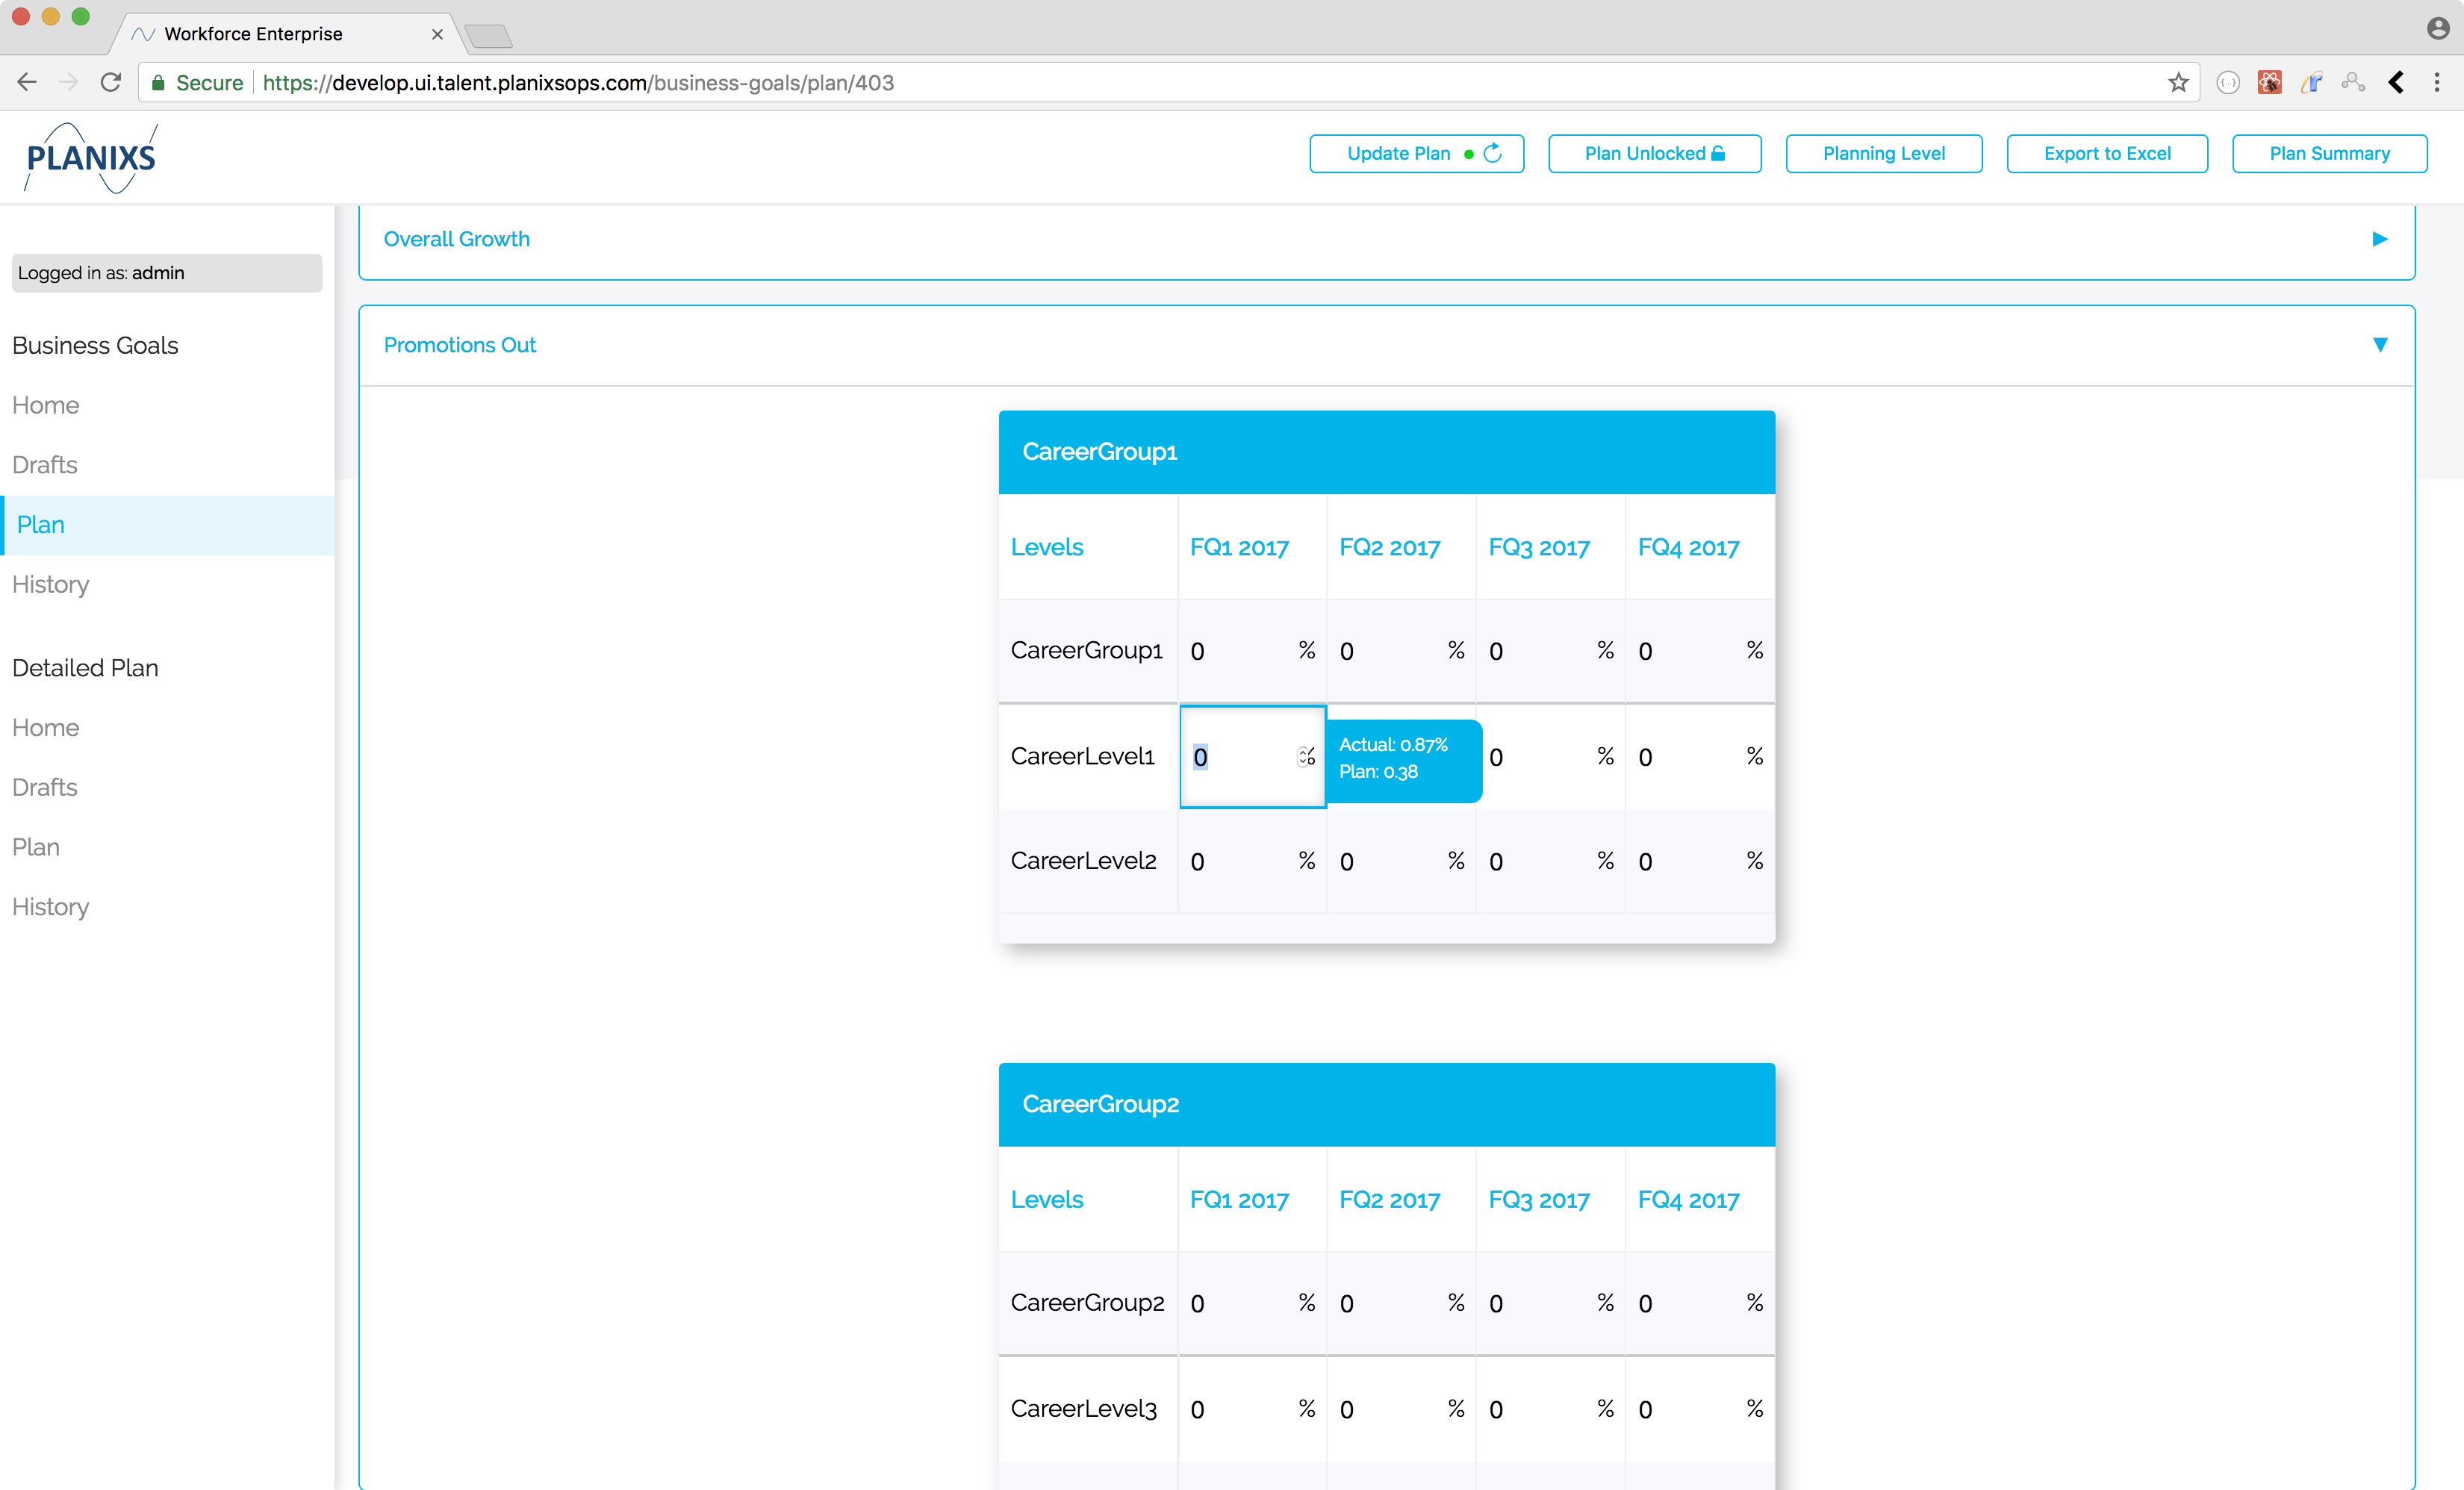 Workforce Enterprise
Secure https://develop.ui.talent.planixsops.com/business-goals/plan/403
PLANIXS
Update Plan Plan Unlocked Planning Level Export to Excel Plan Summary
Logged in as: admin
Business Goals
Home
Drafts
Plan
History
Detailed Plan
Home
Drafts
Plan
History
Overall Growth
Promotions Out
CareerGroup1
Levels FQ1 2017 FQ2 2017 FQ3 2017 FQ4 2017
CareerGroup1 0 % 0 % 0 % 0 %
CareerLevel1 0 % Actual: 0.87% 0 % 0 %
Plan: 0.38
CareerLevel2 0 % 0 % 0 % 0 %
CareerGroup2
Levels FQ1 2017 FQ2 2017 FQ3 2017 FQ4 2017
CareerGroup2 0 % 0 % 0 % 0 %
CareerLevel3 0 % 0 % 0 % 0 %